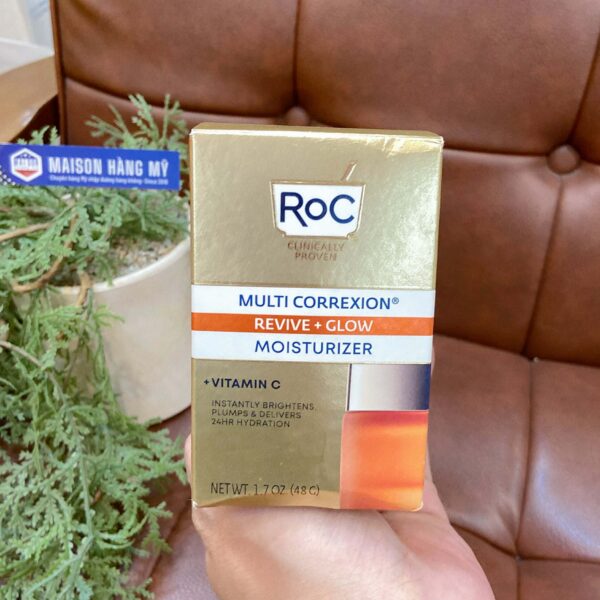 MAISON HÀNG MỸ
RoC
CLINICALLY
PROVEN
MULTI CORREXION®
REVIVE + GLOW
MOISTURIZER
+ VITAMIN C
INSTANTLY BRIGHTENS,
PLUMPS & DELIVERS
24HR HYDRATION
NET WT. 1.7 OZ. (48 G)